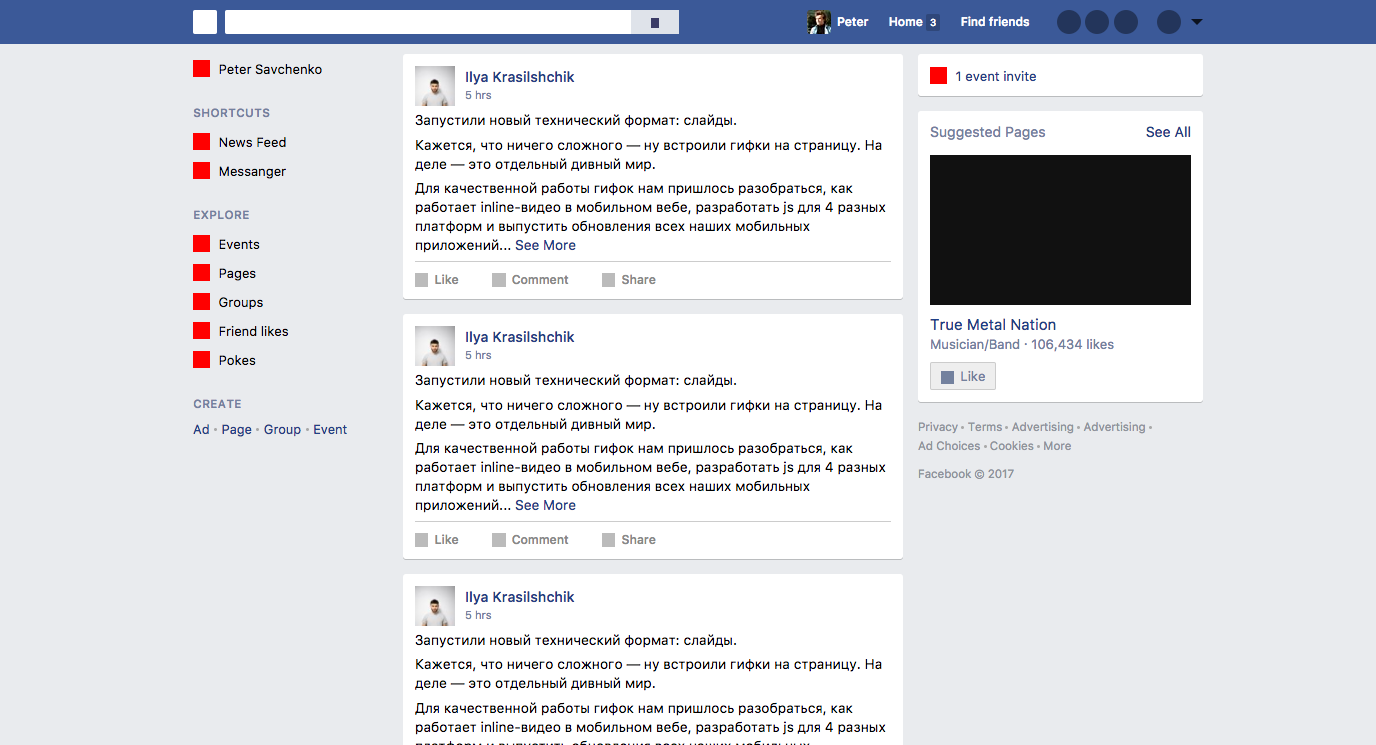 Peter Home 3 Find friends
Peter Savchenko
SHORTCUTS
News Feed
Messanger
EXPLORE
Events
Pages
Groups
Friend likes
Pokes
CREATE
Ad • Page • Group • Event
Ilya Krasilshchik
5 hrs
Запустили новый технический формат: слайды.
Кажется, что ничего сложного — ну встроили гифки на страницу. На
деле — это отдельный дивный мир.
Для качественной работы гифок нам пришлось разобраться, как
работает inline-видео в мобильном вебе, разработать js для 4 разных
платформ и выпустить обновления всех наших мобильных
приложений... See More
Like Comment Share
Ilya Krasilshchik
5 hrs
Запустили новый технический формат: слайды.
Кажется, что ничего сложного — ну встроили гифки на страницу. На
деле — это отдельный дивный мир.
Для качественной работы гифок нам пришлось разобраться, как
работает inline-видео в мобильном вебе, разработать js для 4 разных
платформ и выпустить обновления всех наших мобильных
приложений... See More
Like Comment Share
Ilya Krasilshchik
5 hrs
Запустили новый технический формат: слайды.
Кажется, что ничего сложного — ну встроили гифки на страницу. На
деле — это отдельный дивный мир.
Для качественной работы гифок нам пришлось разобраться, как
работает inline-видео в мобильном вебе, разработать js для 4 разных
платформ и выпустить обновления всех наших мобильных
1 event invite
Suggested Pages See All
True Metal Nation
Musician/Band · 106,434 likes
Like
Privacy • Terms • Advertising • Advertising •
Ad Choices • Cookies • More
Facebook © 2017